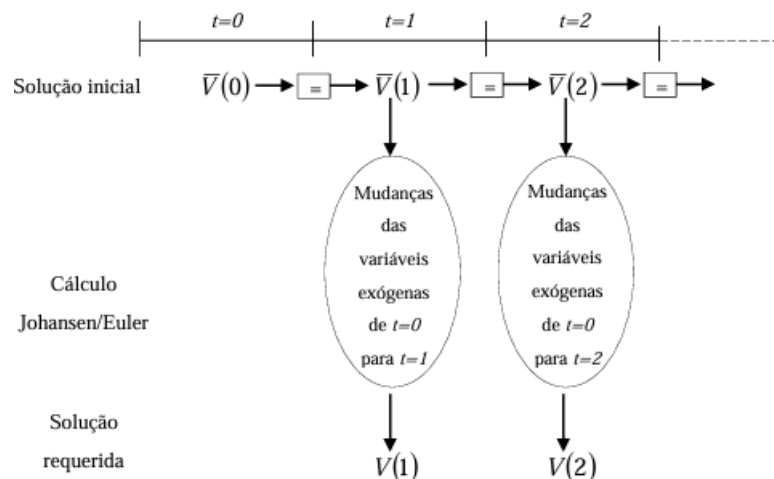 t=0 t=1 t=2
Solução inicial V̅(0) = V̅(1) = V̅(2) =
Mudanças
das
variáveis
exógenas
de t=0
para t=1
Mudanças
das
variáveis
exógenas
de t=0
para t=2
Cálculo
Johansen/Euler
Solução
requerida V(1) V(2)